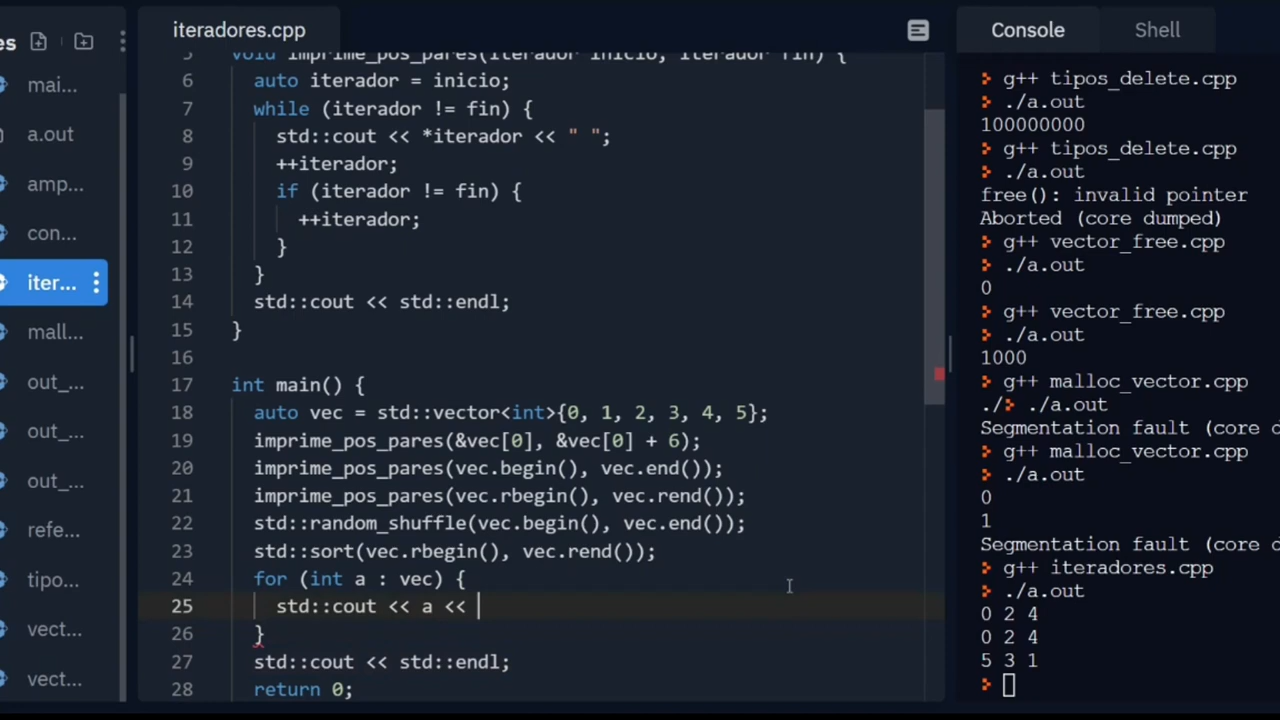 es
mai...
a.out
amp...
con...
iter...
mall...
out_...
out_...
out_...
refe...
tipo...
vect...
vect...
iteradores.cpp
5 void imprime_pos_pares(iterador inicio, iterador fin) {
6 auto iterador = inicio;
7 while (iterador != fin) {
8 std::cout << *iterador << " ";
9 ++iterador;
10 if (iterador != fin) {
11 ++iterador;
12 }
13 }
14 std::cout << std::endl;
15 }
16
17 int main() {
18 auto vec = std::vector<int>{0, 1, 2, 3, 4, 5};
19 imprime_pos_pares(&vec[0], &vec[0] + 6);
20 imprime_pos_pares(vec.begin(), vec.end());
21 imprime_pos_pares(vec.rbegin(), vec.rend());
22 std::random_shuffle(vec.begin(), vec.end());
23 std::sort(vec.rbegin(), vec.rend());
24 for (int a : vec) {
25 std::cout << a <<
26 }
27 std::cout << std::endl;
28 return 0;
Console Shell
g++ tipos_delete.cpp
./a.out
100000000
g++ tipos_delete.cpp
./a.out
free(): invalid pointer
Aborted (core dumped)
g++ vector_free.cpp
./a.out
0
g++ vector_free.cpp
./a.out
1000
g++ malloc_vector.cpp
./ ./a.out
Segmentation fault (core d
g++ malloc_vector.cpp
./a.out
0
1
Segmentation fault (core d
g++ iteradores.cpp
./a.out
0 2 4
0 2 4
5 3 1